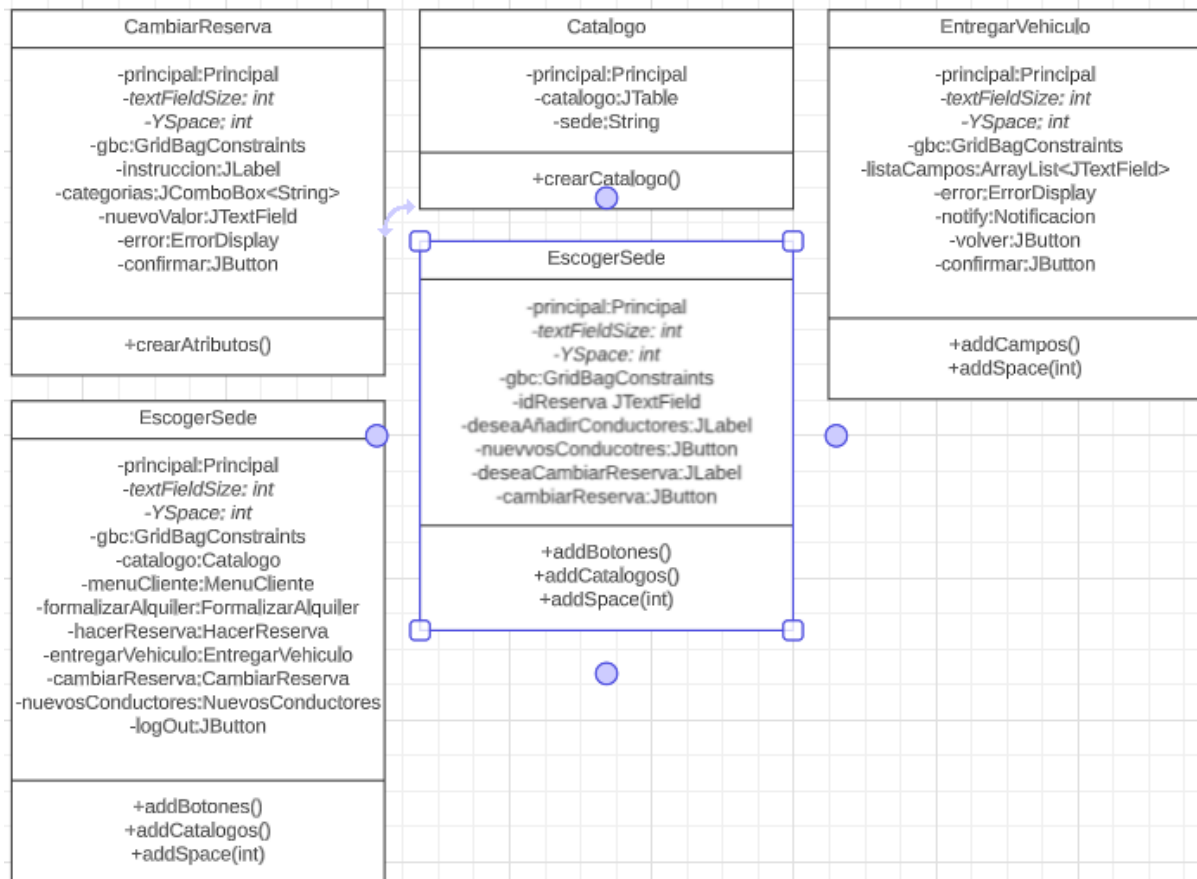 CambiarReserva
-principal:Principal
-textFieldSize: int
-YSpace: int
-gbc:GridBagConstraints
-instruccion:JLabel
-categorias:JComboBox<String>
-nuevoValor:JTextField
-error:ErrorDisplay
-confirmar:JButton
+crearAtributos()
Catalogo
-principal:Principal
-catalogo:JTable
-sede:String
+crearCatalogo()
EntregarVehiculo
-principal:Principal
-textFieldSize: int
-YSpace: int
-gbc:GridBagConstraints
-listaCampos:ArrayList<JTextField>
-error:ErrorDisplay
-notify:Notificacion
-volver:JButton
-confirmar:JButton
+addCampos()
+addSpace(int)
EscogerSede
-principal:Principal
-textFieldSize: int
-YSpace: int
-gbc:GridBagConstraints
-catalogo:Catalogo
-menuCliente:MenuCliente
-formalizarAlquiler:FormalizarAlquiler
-hacerReserva:HacerReserva
-entregarVehiculo:EntregarVehiculo
-cambiarReserva:CambiarReserva
-nuevosConductores:NuevosConductores
-logOut:JButton
+addBotones()
+addCatalogos()
+addSpace(int)
EscogerSede
-principal:Principal
-textFieldSize: int
-YSpace: int
-gbc:GridBagConstraints
-idReserva JTextField
-deseaAñadirConductores:JLabel
-nuevvosConducotres:JButton
-deseaCambiarReserva:JLabel
-cambiarReserva:JButton
+addBotones()
+addCatalogos()
+addSpace(int)